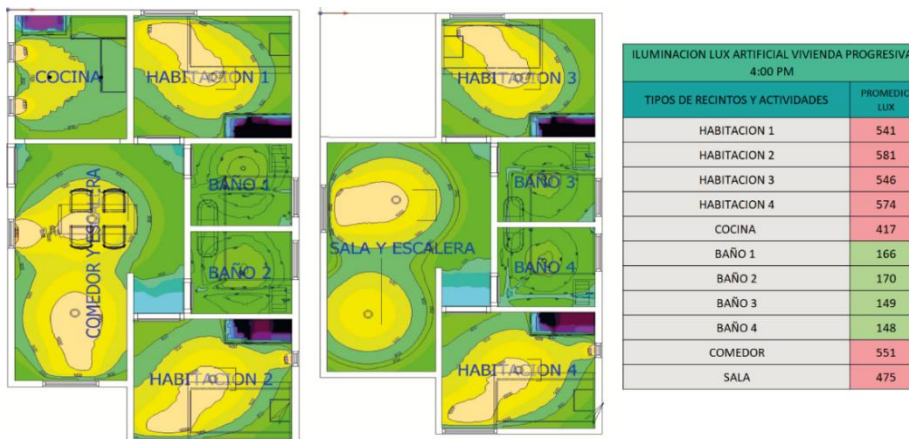 COCINA
HABITACION 1
BAÑO 1
COMEDOR Y ESCALERA
BAÑO 2
HABITACION 2
HABITACION 3
BAÑO 3
SALA Y ESCALERA
BAÑO 4
HABITACION 4
ILUMINACION LUX ARTIFICIAL VIVIENDA PROGRESIVA
4:00 PM
TIPOS DE RECINTOS Y ACTIVIDADES PROMEDIO LUX
HABITACION 1 541
HABITACION 2 581
HABITACION 3 546
HABITACION 4 574
COCINA 417
BAÑO 1 166
BAÑO 2 170
BAÑO 3 149
BAÑO 4 148
COMEDOR 551
SALA 475